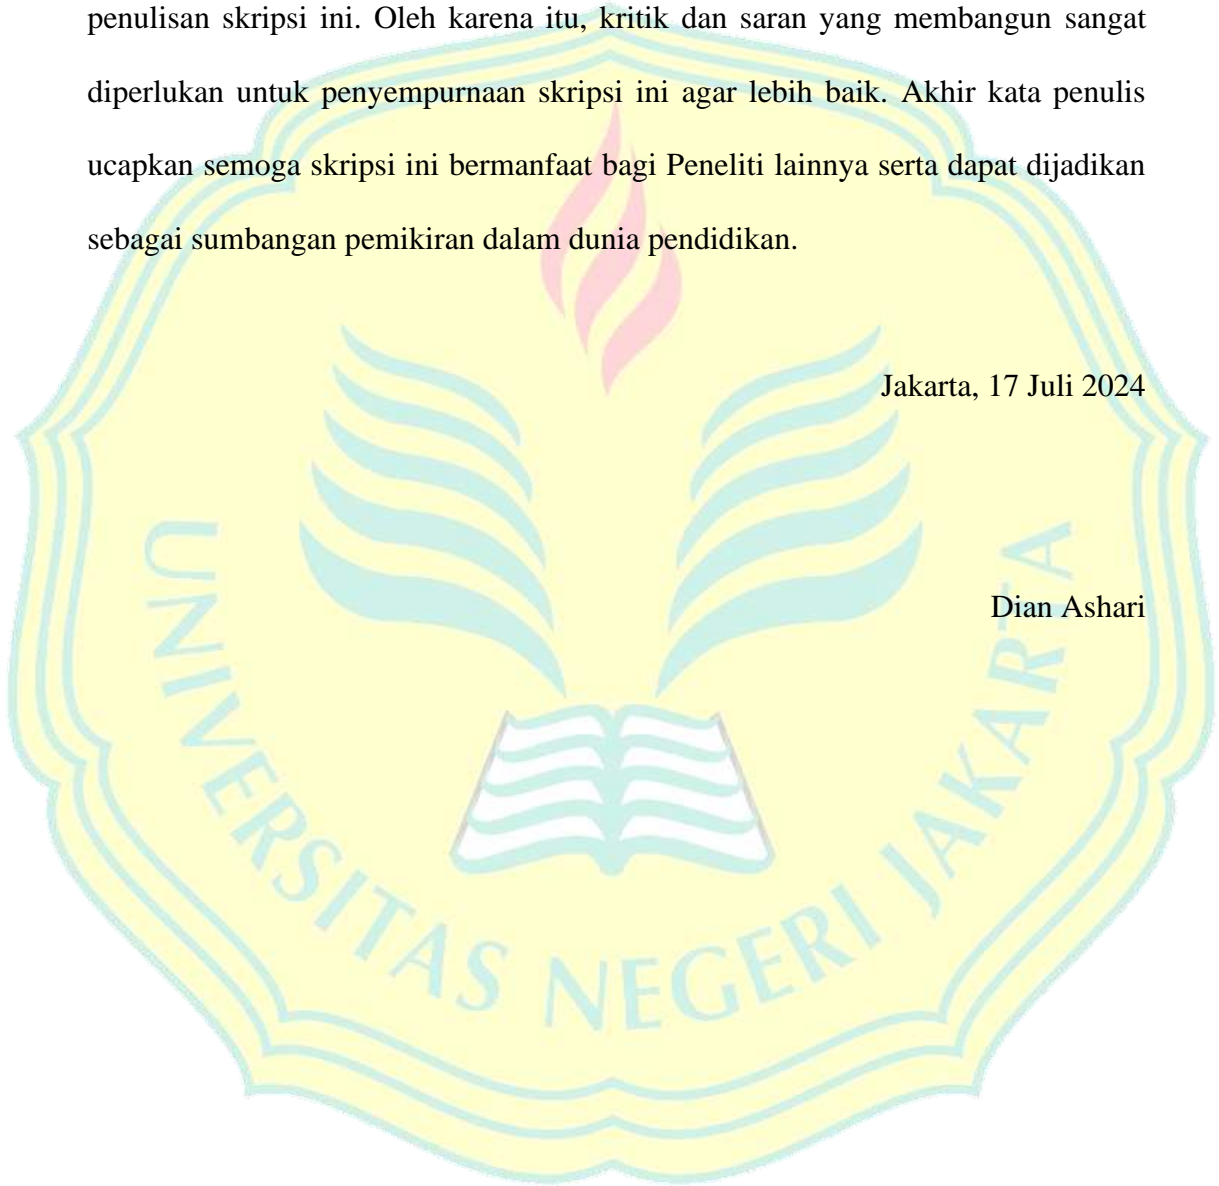 penulisan skripsi ini. Oleh karena itu, kritik dan saran yang membangun sangat
diperlukan untuk penyempurnaan skripsi ini agar lebih baik. Akhir kata penulis
ucapkan semoga skripsi ini bermanfaat bagi Peneliti lainnya serta dapat dijadikan
sebagai sumbangan pemikiran dalam dunia pendidikan.
Jakarta, 17 Juli 2024
Dian Ashari
UNIVERSITAS NEGERI JAKARTA